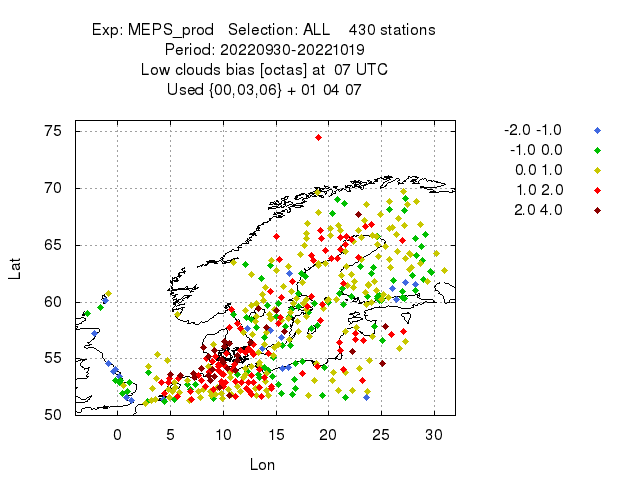 Exp: MEPS_prod Selection: ALL 430 stations
Period: 20220930-20221019
Low clouds bias [octas] at 07 UTC
Used {00,03,06} + 01 04 07
-2.0 -1.0
-1.0 0.0
0.0 1.0
1.0 2.0
2.0 4.0
75
70
65
60
55
50
Lat
0 5 10 15 20 25 30
Lon